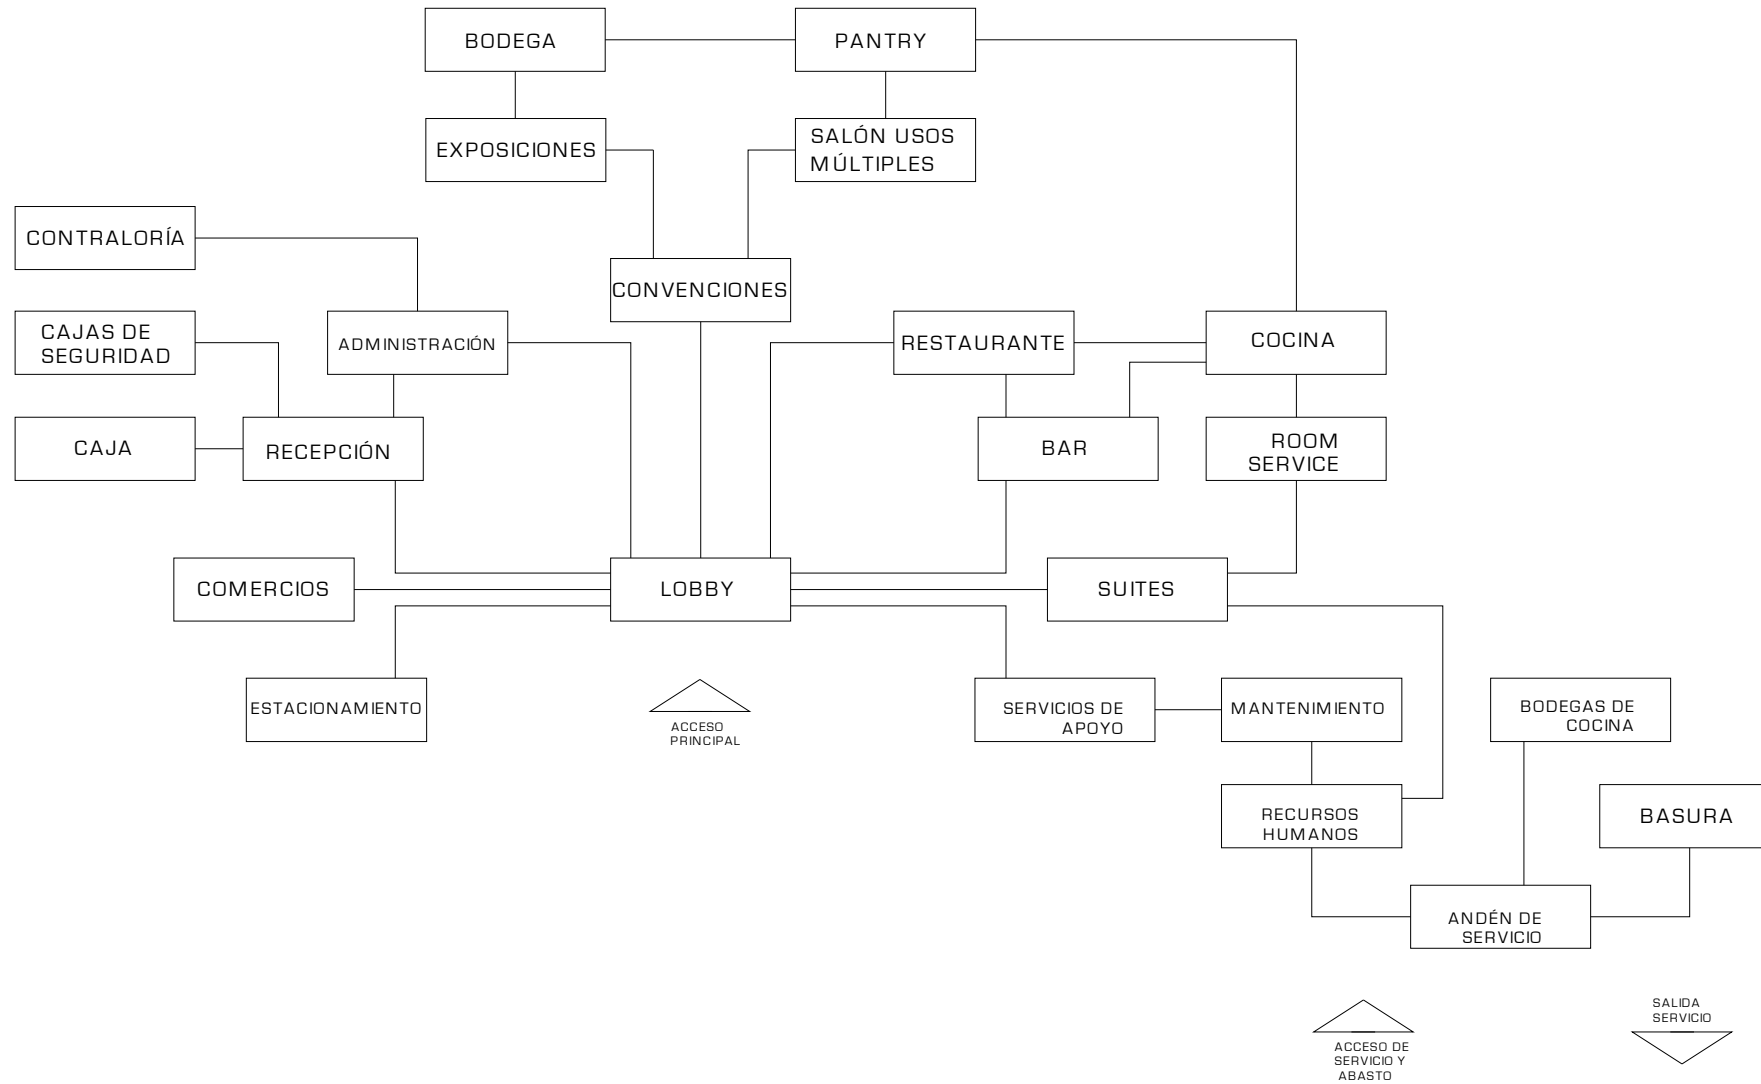 BODEGA
PANTRY
EXPOSICIONES
SALÓN USOS
MÚLTIPLES
CONTRALORÍA
CONVENCIONES
CAJAS DE
SEGURIDAD
ADMINISTRACIÓN
RESTAURANTE
COCINA
CAJA
RECEPCIÓN
BAR
ROOM
SERVICE
COMERCIOS
LOBBY
SUITES
ESTACIONAMIENTO
ACCESO
PRINCIPAL
SERVICIOS DE
APOYO
MANTENIMIENTO
BODEGAS DE
COCINA
RECURSOS
HUMANOS
BASURA
ANDÉN DE
SERVICIO
ACCESO DE
SERVICIO Y
ABASTO
SALIDA
SERVICIO